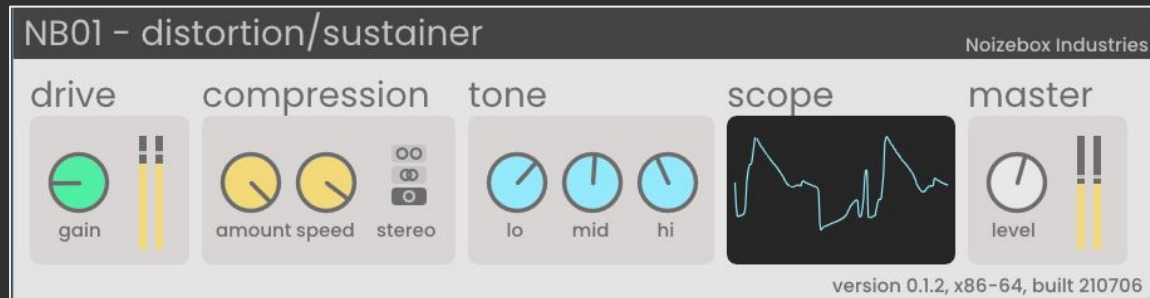 NB01 - distortion/sustainer
Noizebox Industries
drive compression tone scope master
gain amount speed stereo lo mid hi level
version 0.1.2, x86-64, built 210706